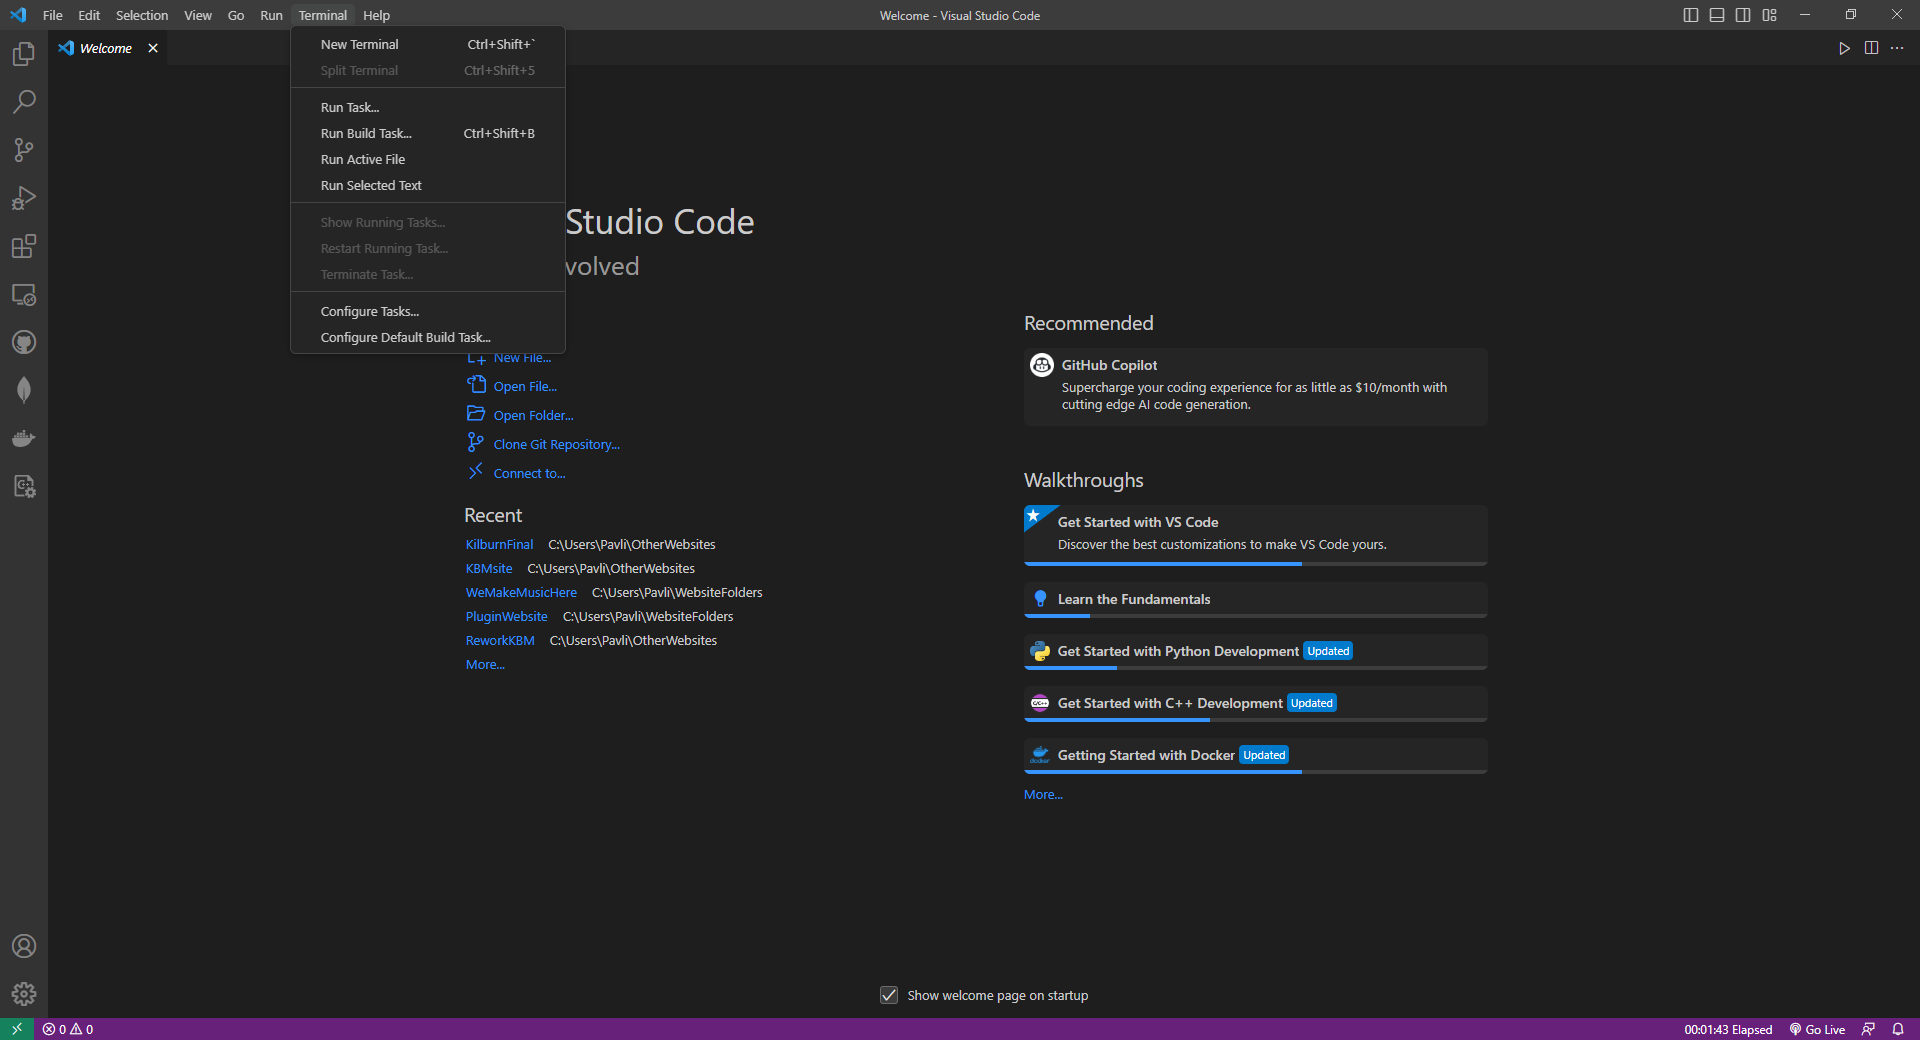 File Edit Selection View Go Run Terminal Help
Welcome - Visual Studio Code
Welcome
New Terminal Ctrl+Shift+`
Split Terminal Ctrl+Shift+5
Run Task...
Run Build Task... Ctrl+Shift+B
Run Active File
Run Selected Text
Show Running Tasks...
Restart Running Task...
Terminate Task...
Configure Tasks...
Configure Default Build Task...
Studio Code
volved
New File...
Open File...
Open Folder...
Clone Git Repository...
Connect to...
Recent
KilburnFinal C:\Users\Pavli\OtherWebsites
KBMsite C:\Users\Pavli\OtherWebsites
WeMakeMusicHere C:\Users\Pavli\WebsiteFolders
PluginWebsite C:\Users\Pavli\WebsiteFolders
ReworkKBM C:\Users\Pavli\OtherWebsites
More...
Recommended
GitHub Copilot
Supercharge your coding experience for as little as $10/month with
cutting edge AI code generation.
Walkthroughs
Get Started with VS Code
Discover the best customizations to make VS Code yours.
Learn the Fundamentals
Get Started with Python Development Updated
C/C++ Get Started with C++ Development Updated
docker Getting Started with Docker Updated
More...
Show welcome page on startup
0 0
00:01:43 Elapsed Go Live